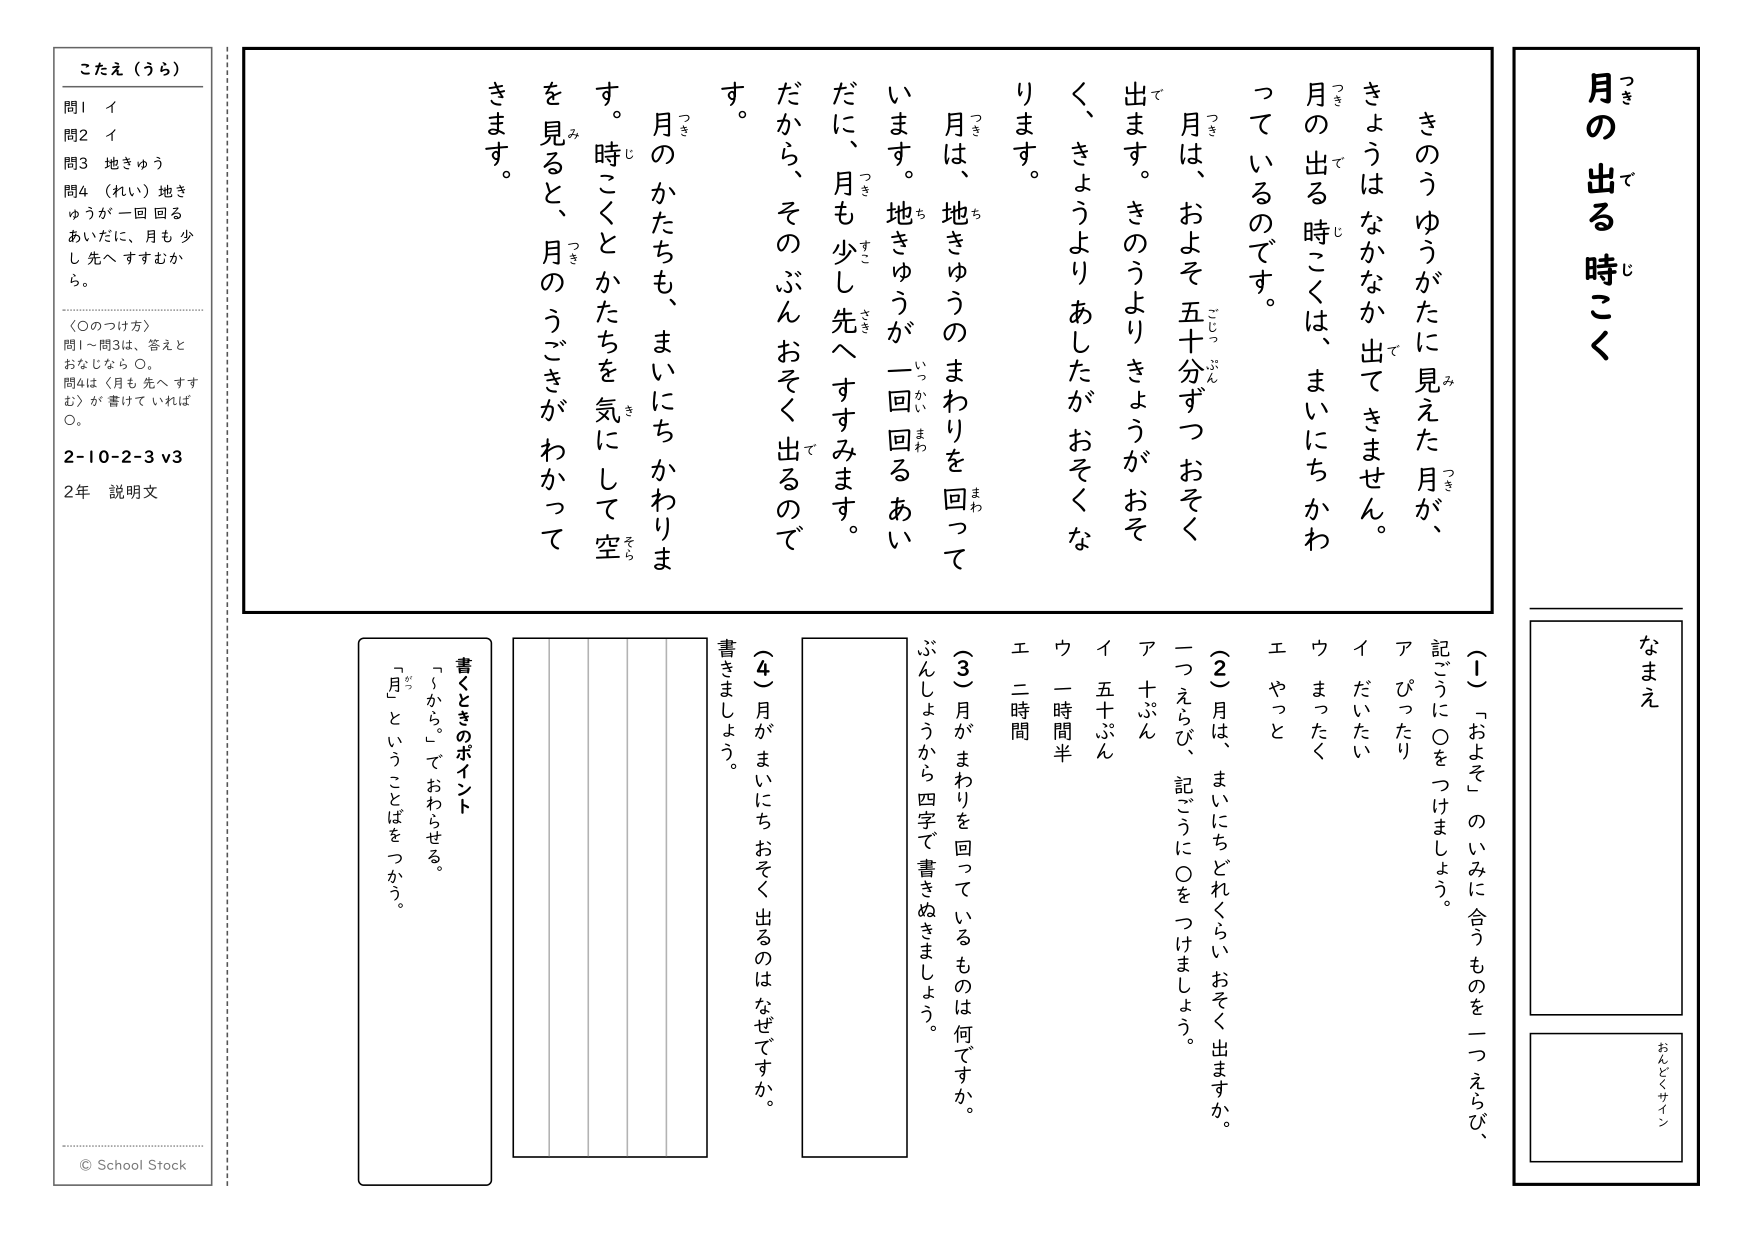 月の 出る 時こく
つき で じ
なまえ
おんどくサイン
きのう ゆうがたに 見えた 月が、
きょうは なかなか 出て きません。
月の 出る 時こくは、まいにち かわ
って いるのです。
月は、およそ 五十分ずつ おそく
出ます。きのうより きょうが おそ
く、きょうより あしたが おそく な
ります。
月は、地きゅうの まわりを 回って
います。地きゅうが 一回 回る あい
だに、月も 少し 先へ すすみます。
だから、その ぶん おそく 出るので
す。
月の かたちも、まいにち かわりま
す。時こくと かたちを 気に して 空
を 見ると、月の うごきが わかって
きます。
(1)「およそ」の いみに 合う ものを 一つ えらび、
記ごうに ○を つけましょう。
ア ぴったり
イ だいたい
ウ まったく
エ やっと
(2)月は、まいにち どれくらい おそく 出ますか。
一つ えらび、記ごうに ○を つけましょう。
ア 十ぷん
イ 五十ぷん
ウ 一時間半
エ 二時間
(3)月が まわりを 回って いる ものは 何ですか。
ぶんしょうから 四字で 書きぬきましょう。
(4)月が まいにち おそく 出るのは なぜですか。
書きましょう。
書くときのポイント
「〜から。」で おわらせる。
「月」と いう ことばを つかう。
がつ
こたえ（うら）
問1 イ
問2 イ
問3 地きゅう
問4 （れい）地き
ゅうが 一回 回る
あいだに、月も 少
し 先へ すすむか
ら。
〈○のつけ方〉
問1〜問3は、答えと
おなじなら ○。
問4は〈月も 先へ すす
む〉が 書けて いれば
○。
2-10-2-3 v3
2年 説明文
© School Stock